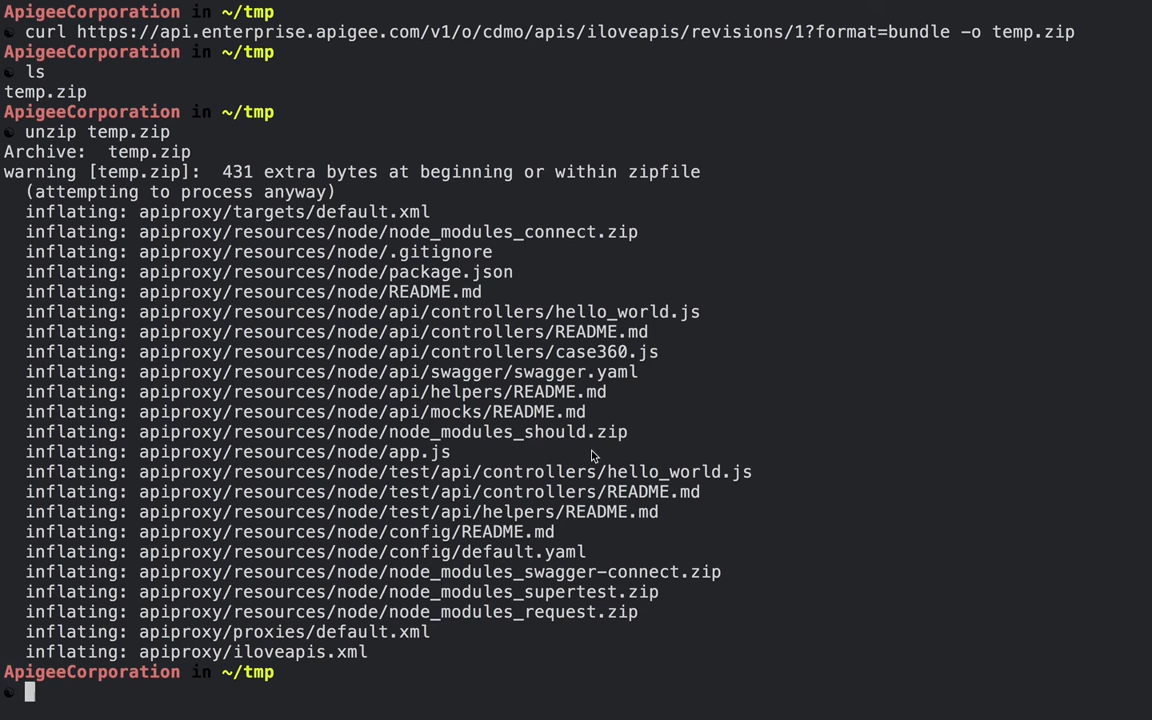 ApigeeCorporation in ~/tmp
curl https://api.enterprise.apigee.com/v1/o/cdmo/apis/iloveapis/revisions/1?format=bundle -o temp.zip
ApigeeCorporation in ~/tmp
ls
temp.zip
ApigeeCorporation in ~/tmp
unzip temp.zip
Archive:  temp.zip
warning [temp.zip]:  431 extra bytes at beginning or within zipfile
  (attempting to process anyway)
  inflating: apiproxy/targets/default.xml
  inflating: apiproxy/resources/node/node_modules_connect.zip
  inflating: apiproxy/resources/node/.gitignore
  inflating: apiproxy/resources/node/package.json
  inflating: apiproxy/resources/node/README.md
  inflating: apiproxy/resources/node/api/controllers/hello_world.js
  inflating: apiproxy/resources/node/api/controllers/README.md
  inflating: apiproxy/resources/node/api/controllers/case360.js
  inflating: apiproxy/resources/node/api/swagger/swagger.yaml
  inflating: apiproxy/resources/node/api/helpers/README.md
  inflating: apiproxy/resources/node/api/mocks/README.md
  inflating: apiproxy/resources/node/node_modules_should.zip
  inflating: apiproxy/resources/node/app.js
  inflating: apiproxy/resources/node/test/api/controllers/hello_world.js
  inflating: apiproxy/resources/node/test/api/controllers/README.md
  inflating: apiproxy/resources/node/test/api/helpers/README.md
  inflating: apiproxy/resources/node/config/README.md
  inflating: apiproxy/resources/node/config/default.yaml
  inflating: apiproxy/resources/node/node_modules_swagger-connect.zip
  inflating: apiproxy/resources/node/node_modules_supertest.zip
  inflating: apiproxy/resources/node/node_modules_request.zip
  inflating: apiproxy/proxies/default.xml
  inflating: apiproxy/iloveapis.xml
ApigeeCorporation in ~/tmp